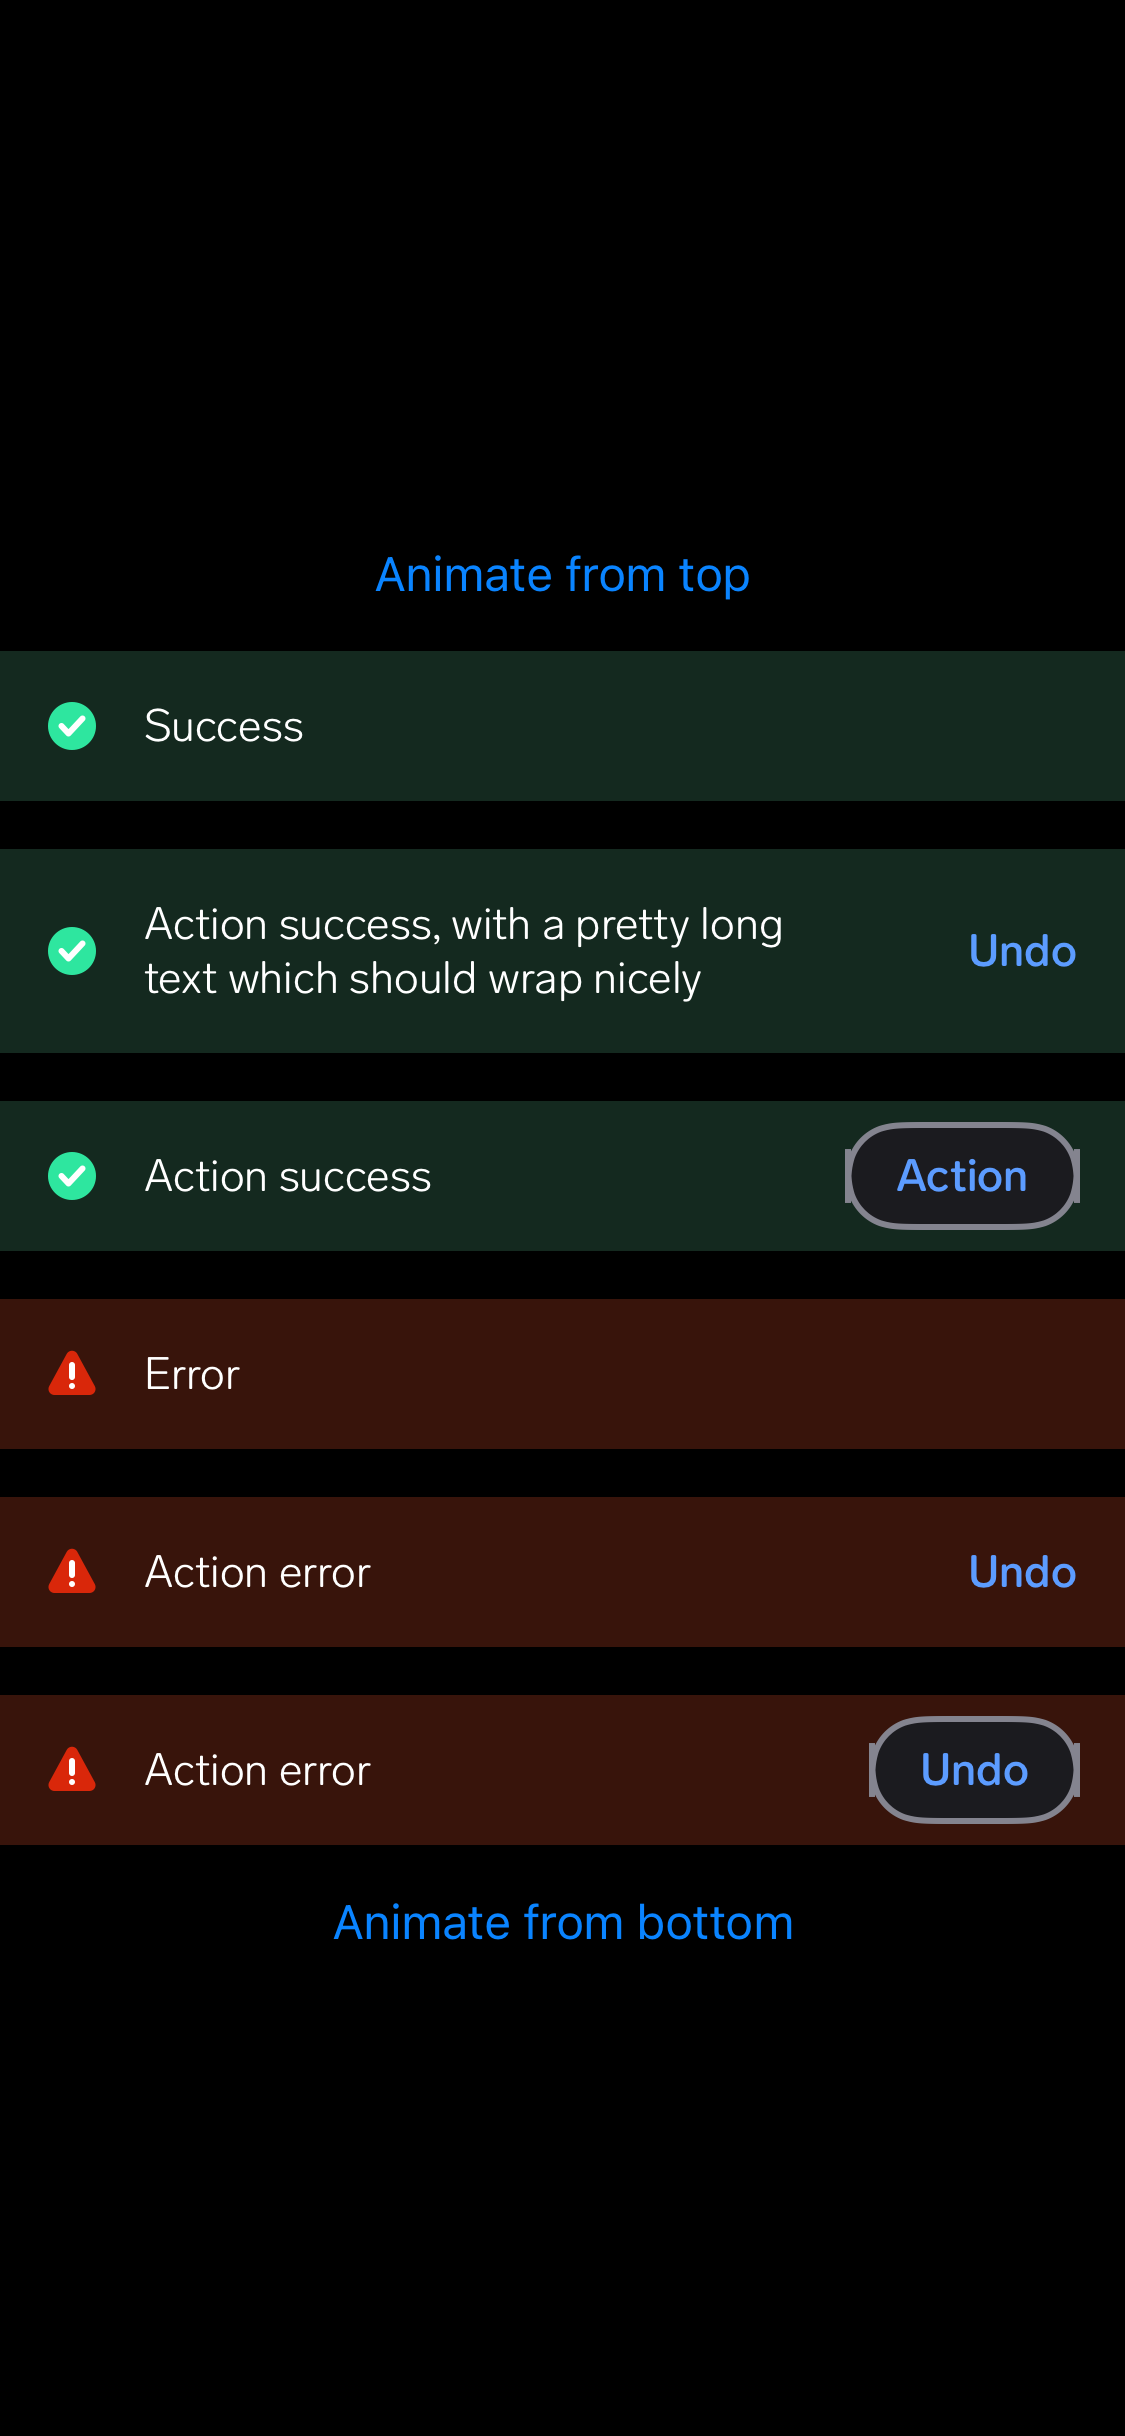 Animate from top
Success
Action success, with a pretty long
text which should wrap nicely
Undo
Action success
Action
Error
Action error
Undo
Action error
Undo
Animate from bottom